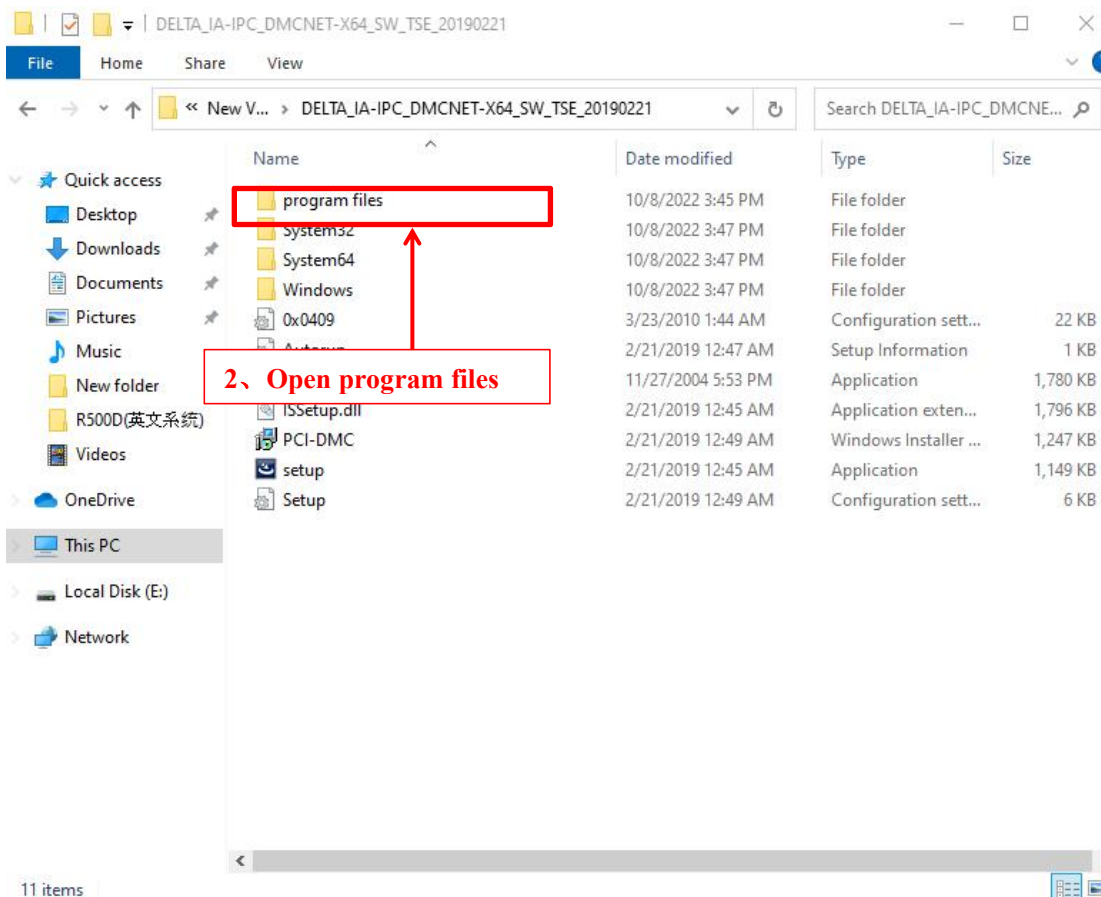 DELTA_IA-IPC_DMCNET-X64_SW_TSE_20190221
File Home Share View
« New V... > DELTA_IA-IPC_DMCNET-X64_SW_TSE_20190221 Search DELTA_IA-IPC_DMCNE...
Name Date modified Type Size
Quick access
Desktop
Downloads
Documents
Pictures
Music
New folder
R500D(英文系统)
Videos
OneDrive
This PC
Local Disk (E:)
Network
program files 10/8/2022 3:45 PM File folder
System32 10/8/2022 3:47 PM File folder
System64 10/8/2022 3:47 PM File folder
Windows 10/8/2022 3:47 PM File folder
0x0409 3/23/2010 1:44 AM Configuration sett... 22 KB
2/21/2019 12:47 AM Setup Information 1 KB
11/27/2004 5:53 PM Application 1,780 KB
ISSetup.dll 2/21/2019 12:45 AM Application exten... 1,796 KB
PCI-DMC 2/21/2019 12:49 AM Windows Installer ... 1,247 KB
setup 2/21/2019 12:45 AM Application 1,149 KB
Setup 2/21/2019 12:49 AM Configuration sett... 6 KB
2、Open program files
11 items